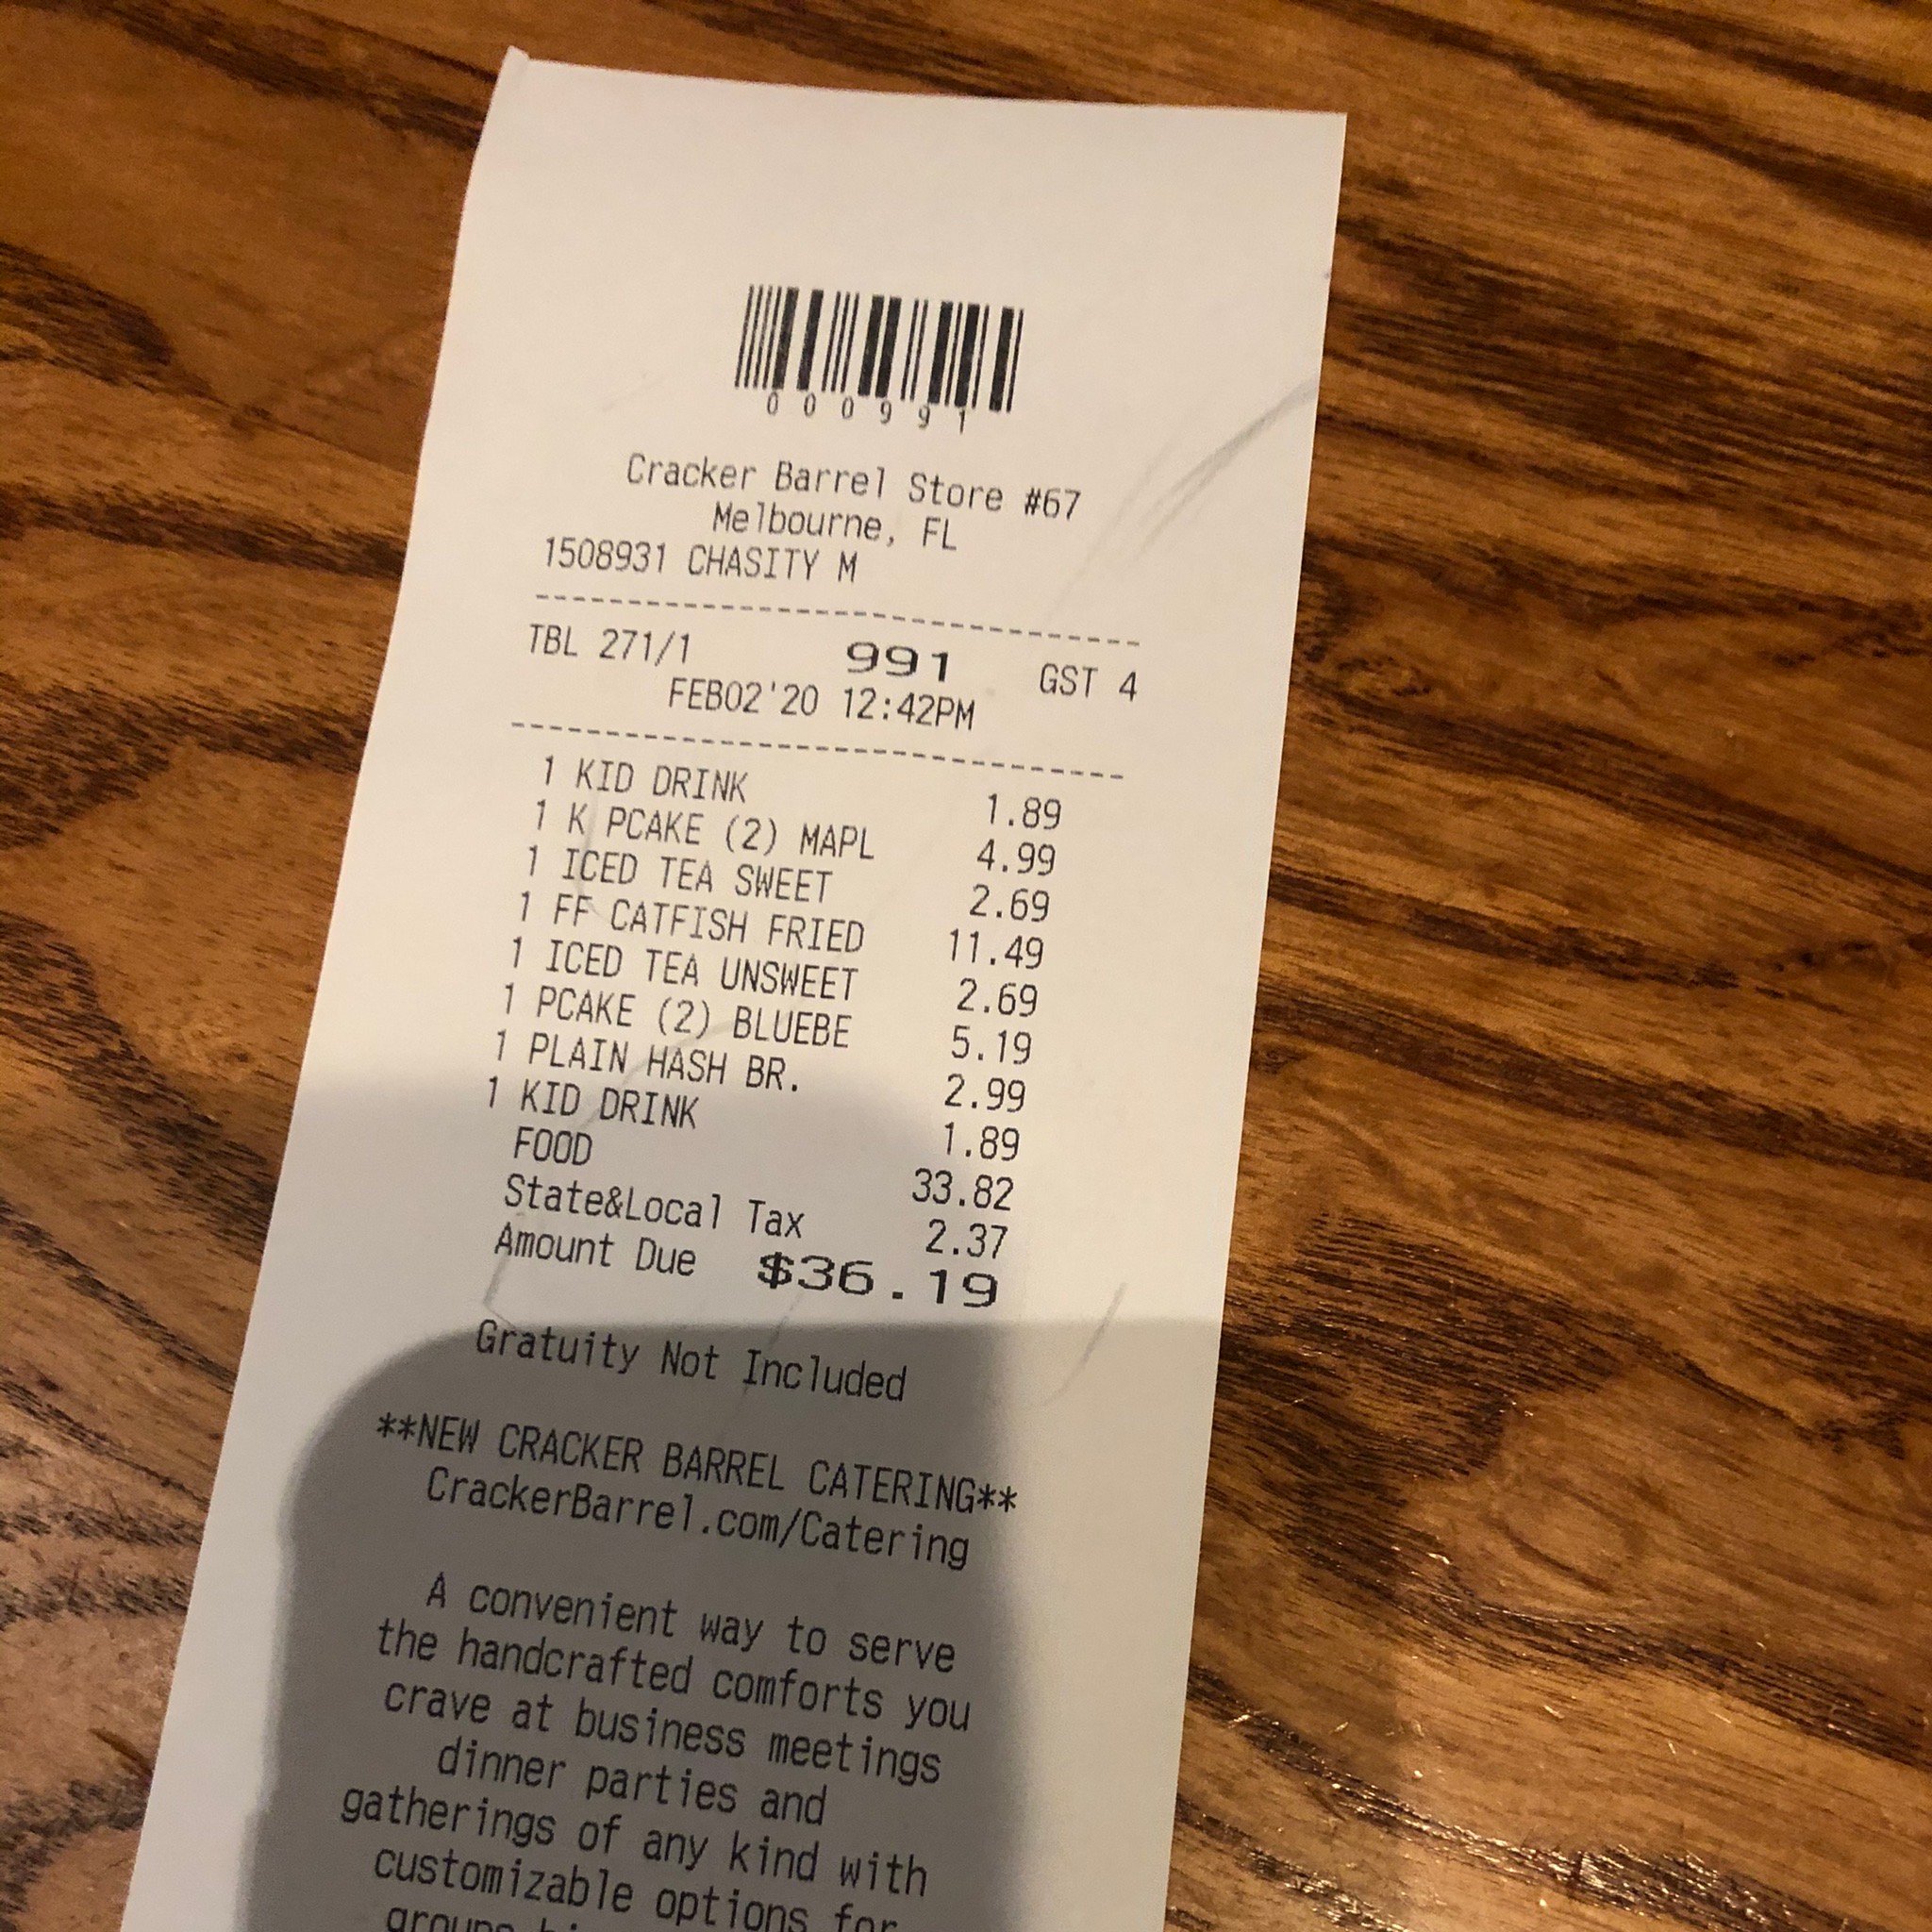 000991
Cracker Barrel Store #67
Melbourne, FL
1508931 CHASITY M
--------------------------------
TBL 271/1 991 GST 4
FEB02'20 12:42PM
--------------------------------
1 KID DRINK 1.89
1 K PCAKE (2) MAPL 4.99
1 ICED TEA SWEET 2.69
1 FF CATFISH FRIED 11.49
1 ICED TEA UNSWEET 2.69
1 PCAKE (2) BLUEBE 5.19
1 PLAIN HASH BR. 2.99
1 KID DRINK 1.89
FOOD 33.82
State&Local Tax 2.37
Amount Due $36.19
Gratuity Not Included
**NEW CRACKER BARREL CATERING**
CrackerBarrel.com/Catering
A convenient way to serve
the handcrafted comforts you
crave at business meetings
dinner parties and
gatherings of any kind with
customizable options for
groups